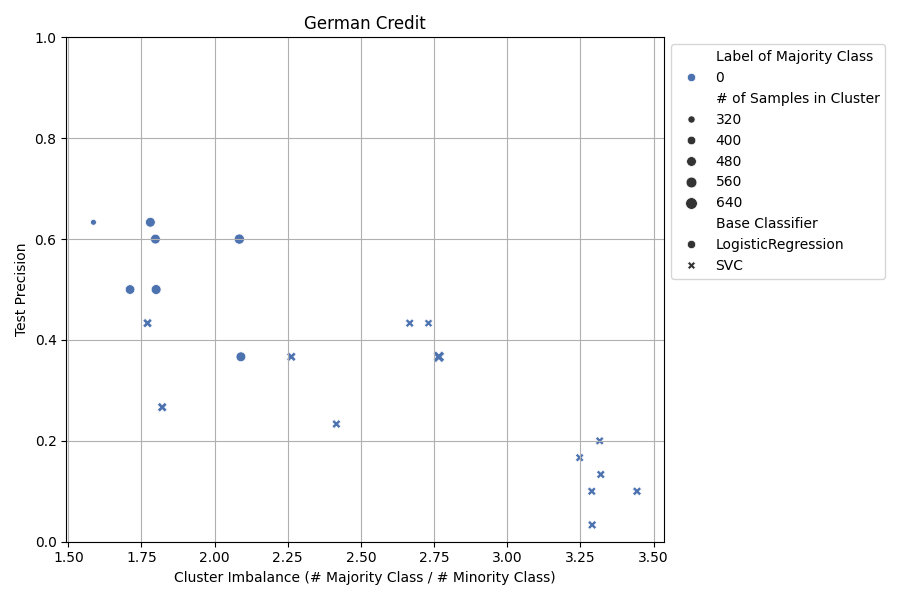 German Credit
1.0
0.8
0.6
0.4
0.2
0.0
Test Precision
1.50
1.75
2.00
2.25
2.50
2.75
3.00
3.25
3.50
Cluster Imbalance (# Majority Class / # Minority Class)
Label of Majority Class
0
# of Samples in Cluster
320
400
480
560
640
Base Classifier
LogisticRegression
SVC